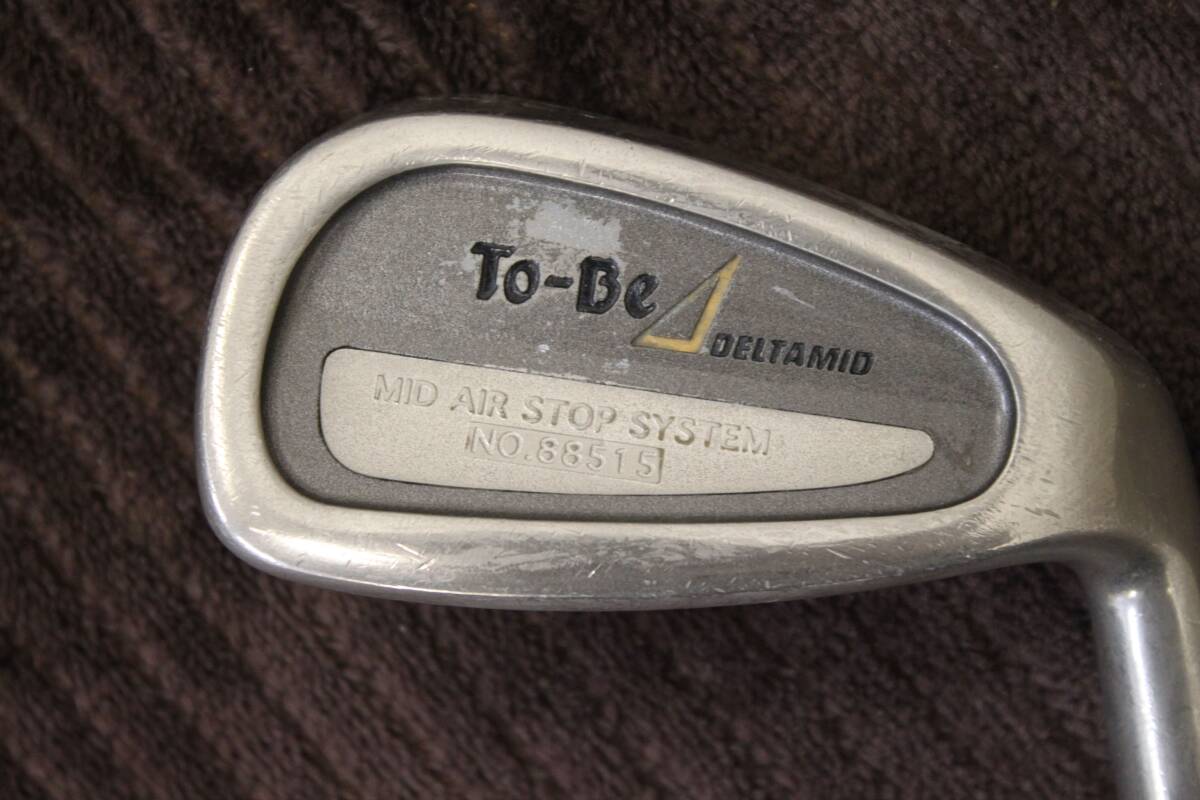 To-Be
DELTAMID
MID AIR STOP SYSTEM
NO.88515